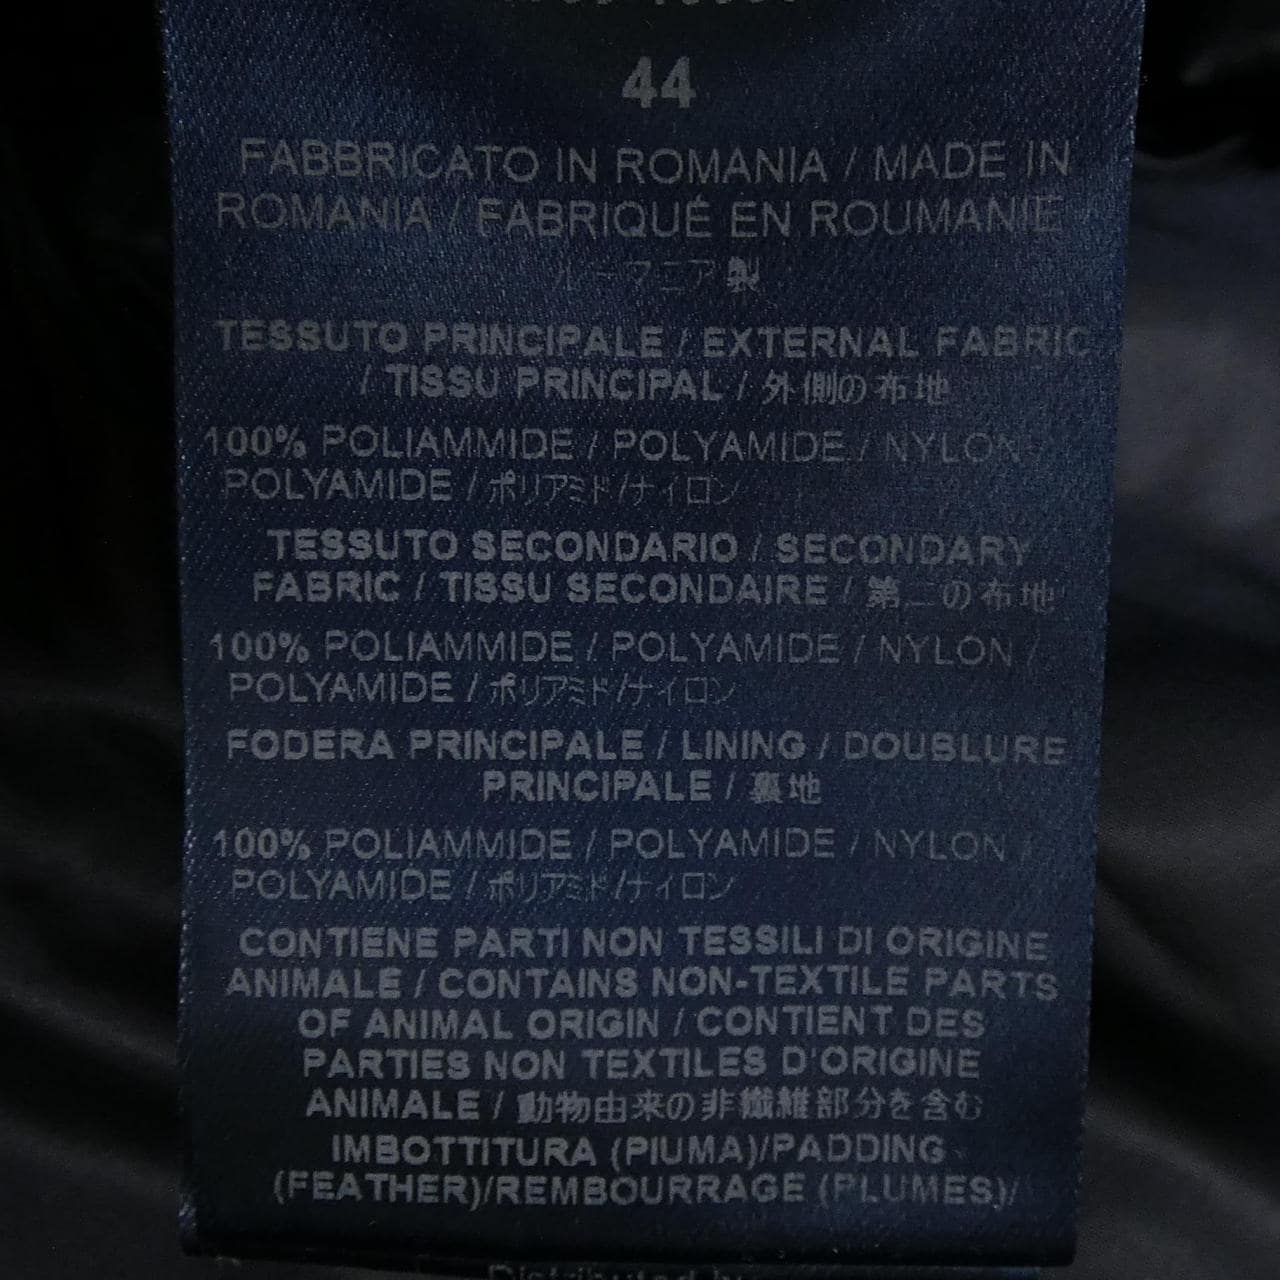 44
FABBRICATO IN ROMANIA / MADE IN
ROMANIA / FABRIQUÉ EN ROUMANIE
ルーマニア製
TESSUTO PRINCIPALE / EXTERNAL FABRIC
/ TISSU PRINCIPAL / 外側の布地
100% POLIAMMIDE / POLYAMIDE / NYLON
POLYAMIDE / ポリアミド/ナイロン
TESSUTO SECONDARIO / SECONDARY
FABRIC / TISSU SECONDAIRE / 第二の布地
100% POLIAMMIDE / POLYAMIDE / NYLON /
POLYAMIDE / ポリアミド/ナイロン
FODERA PRINCIPALE / LINING / DOUBLURE
PRINCIPALE / 裏地
100% POLIAMMIDE / POLYAMIDE / NYLON /
POLYAMIDE / ポリアミド/ナイロン
CONTIENE PARTI NON TESSILI DI ORIGINE
ANIMALE / CONTAINS NON-TEXTILE PARTS
OF ANIMAL ORIGIN / CONTIENT DES
PARTIES NON TEXTILES D'ORIGINE
ANIMALE / 動物由来の非繊維部分を含む
IMBOTTITURA (PIUMA)/PADDING
(FEATHER)/REMBOURRAGE (PLUMES)/
Distributed by